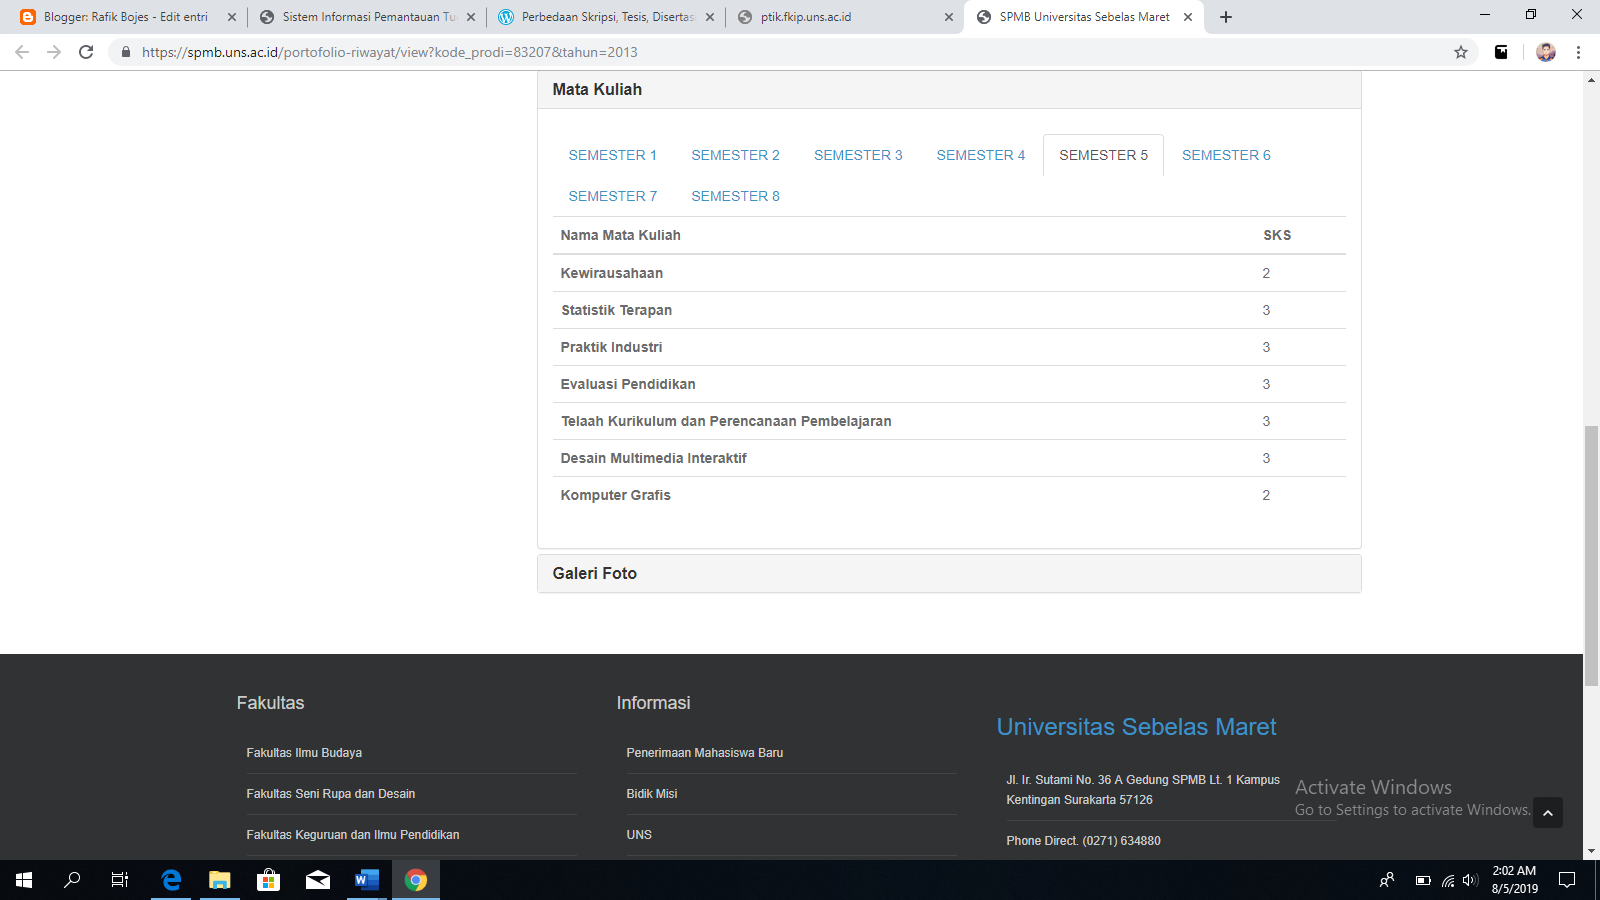 Blogger: Rafik Bojes - Edit entri
Sistem Informasi Pemantauan Tu
Perbedaan Skripsi, Tesis, Disertas
ptik.fkip.uns.ac.id
SPMB Universitas Sebelas Maret
https://spmb.uns.ac.id/portofolio-riwayat/view?kode_prodi=83207&tahun=2013
Mata Kuliah
SEMESTER 1 SEMESTER 2 SEMESTER 3 SEMESTER 4 SEMESTER 5 SEMESTER 6
SEMESTER 7 SEMESTER 8
Nama Mata Kuliah SKS
Kewirausahaan 2
Statistik Terapan 3
Praktik Industri 3
Evaluasi Pendidikan 3
Telaah Kurikulum dan Perencanaan Pembelajaran 3
Desain Multimedia Interaktif 3
Komputer Grafis 2
Galeri Foto
Fakultas
Fakultas Ilmu Budaya
Fakultas Seni Rupa dan Desain
Fakultas Keguruan dan Ilmu Pendidikan
Informasi
Penerimaan Mahasiswa Baru
Bidik Misi
UNS
Universitas Sebelas Maret
Jl. Ir. Sutami No. 36 A Gedung SPMB Lt. 1 Kampus
Kentingan Surakarta 57126
Phone Direct. (0271) 634880
Activate Windows
Go to Settings to activate Windows.
2:02 AM
8/5/2019